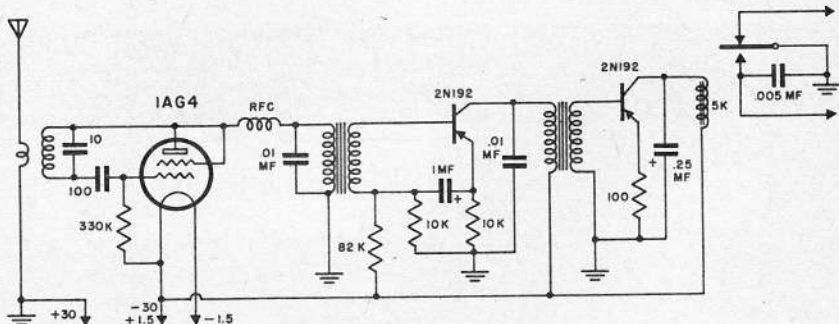 1AG4
10
100
330K
RFC
.01
MF
82 K
2N192
1MF
+
10K
10K
.01
MF
2N192
+
.25
MF
100
5K
.005 MF
+30
-30
+1.5
-1.5